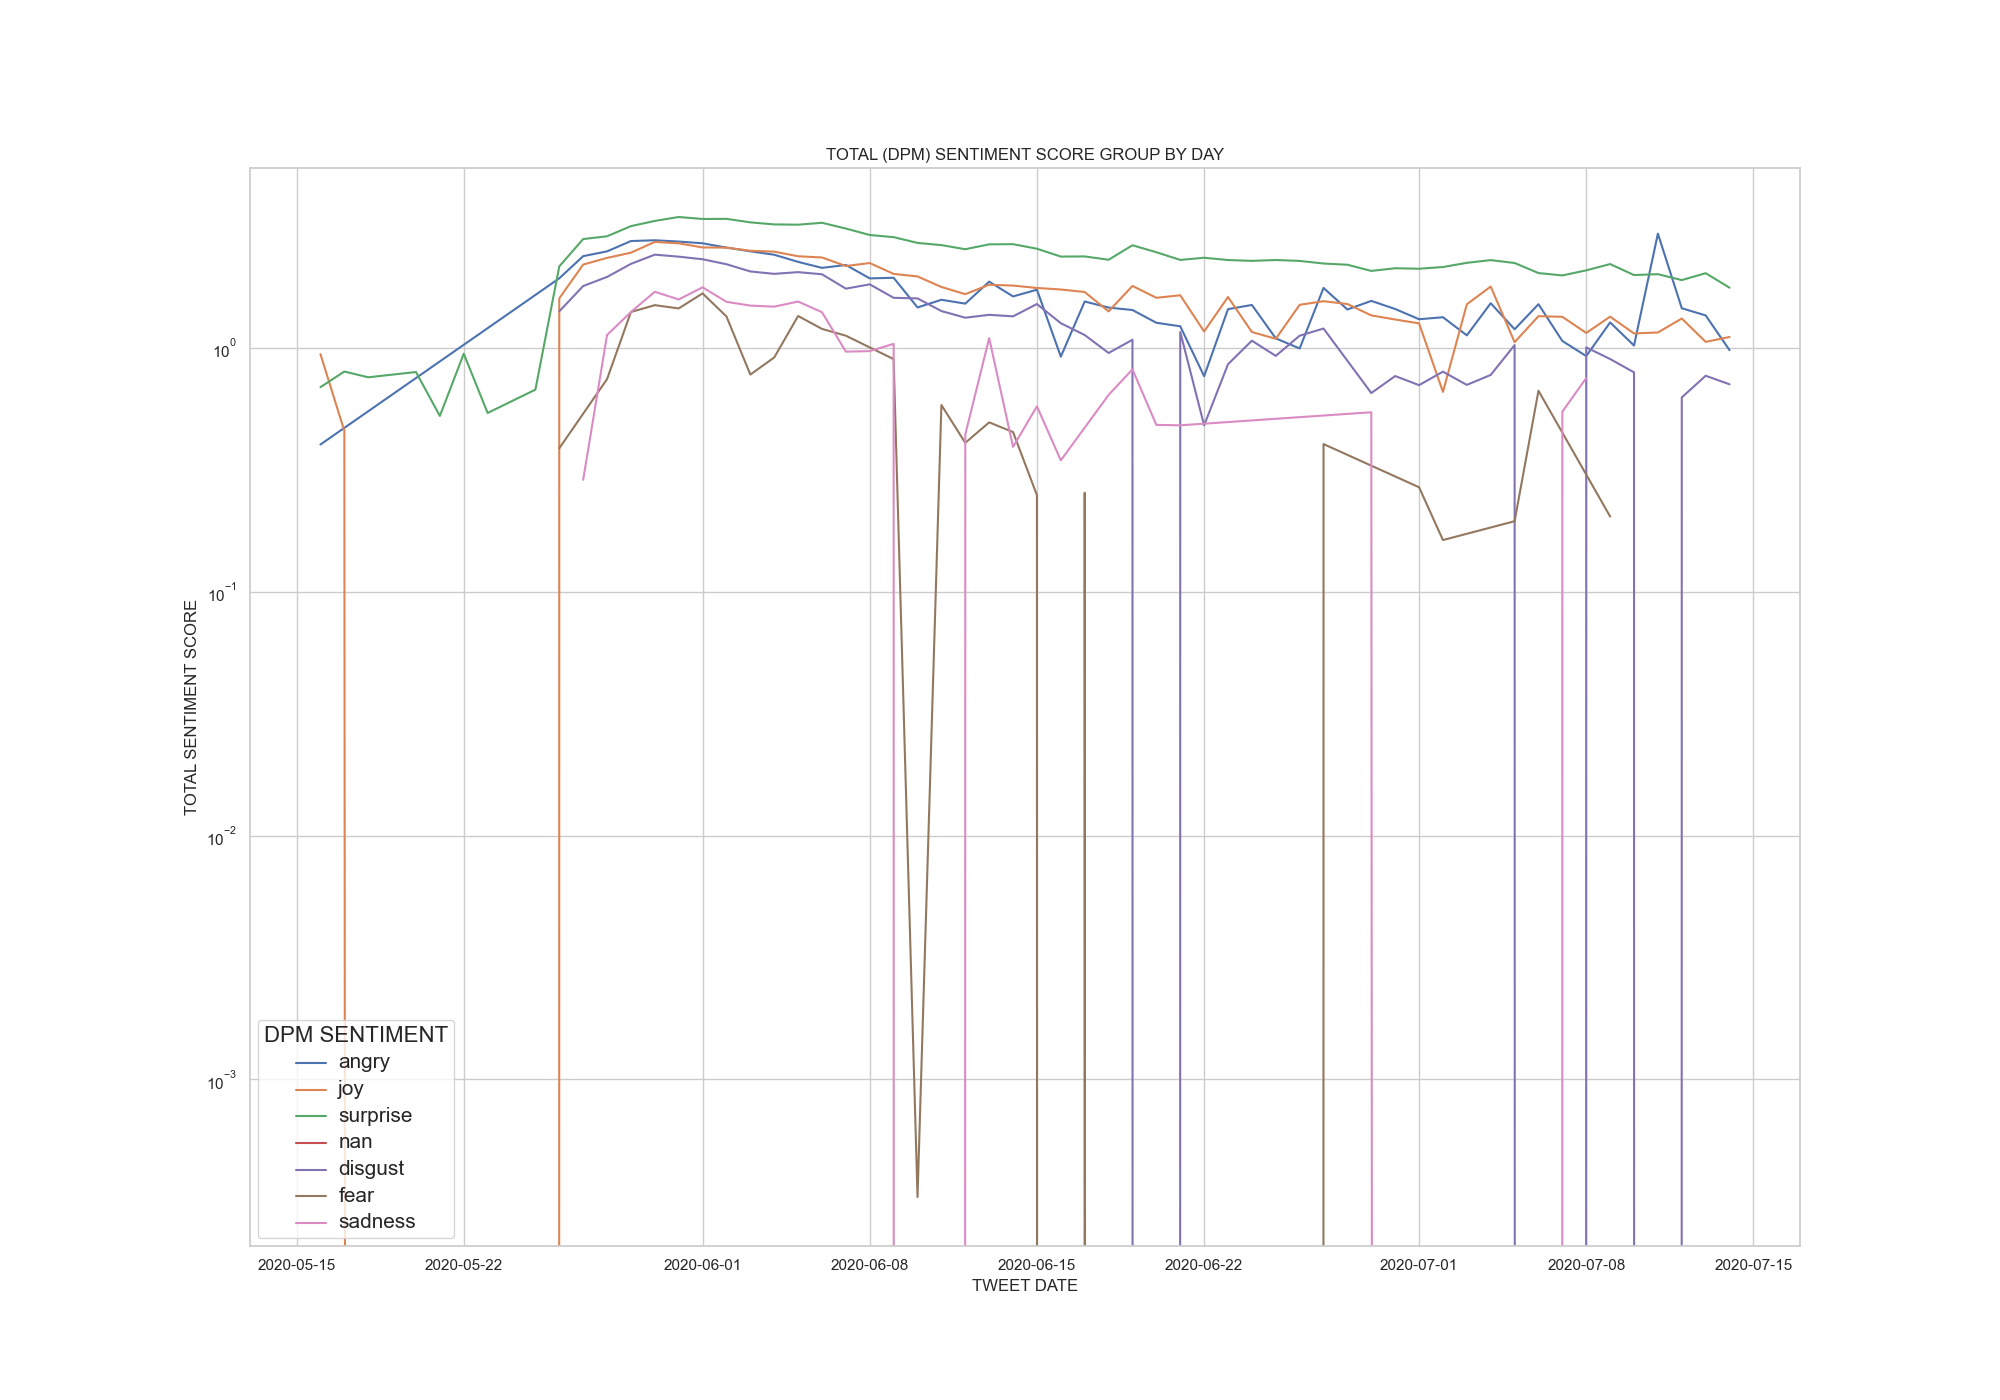 TOTAL (DPM) SENTIMENT SCORE GROUP BY DAY
TOTAL SENTIMENT SCORE
10⁰
10⁻¹
10⁻²
10⁻³
DPM SENTIMENT
angry
joy
surprise
nan
disgust
fear
sadness
2020-05-15 2020-05-22 2020-06-01 2020-06-08 2020-06-15 2020-06-22 2020-07-01 2020-07-08 2020-07-15
TWEET DATE